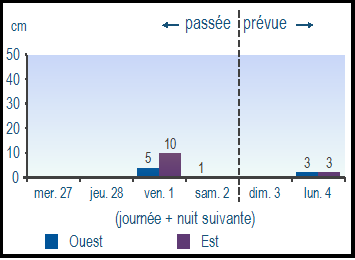 passée prévue
cm
50
40
30
20
10
0
5 10 1 3 3
mer. 27 jeu. 28 ven. 1 sam. 2 dim. 3 lun. 4
(journée + nuit suivante)
Ouest Est